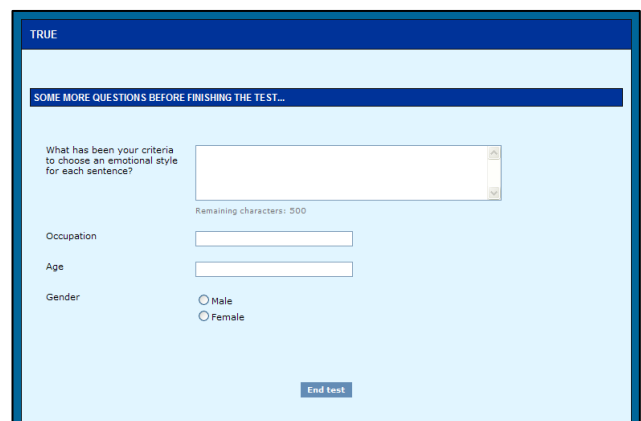 TRUE
SOME MORE QUESTIONS BEFORE FINISHING THE TEST...
What has been your criteria
to choose an emotional style
for each sentence?
Remaining characters: 500
Occupation
Age
Gender
Male
Female
End test